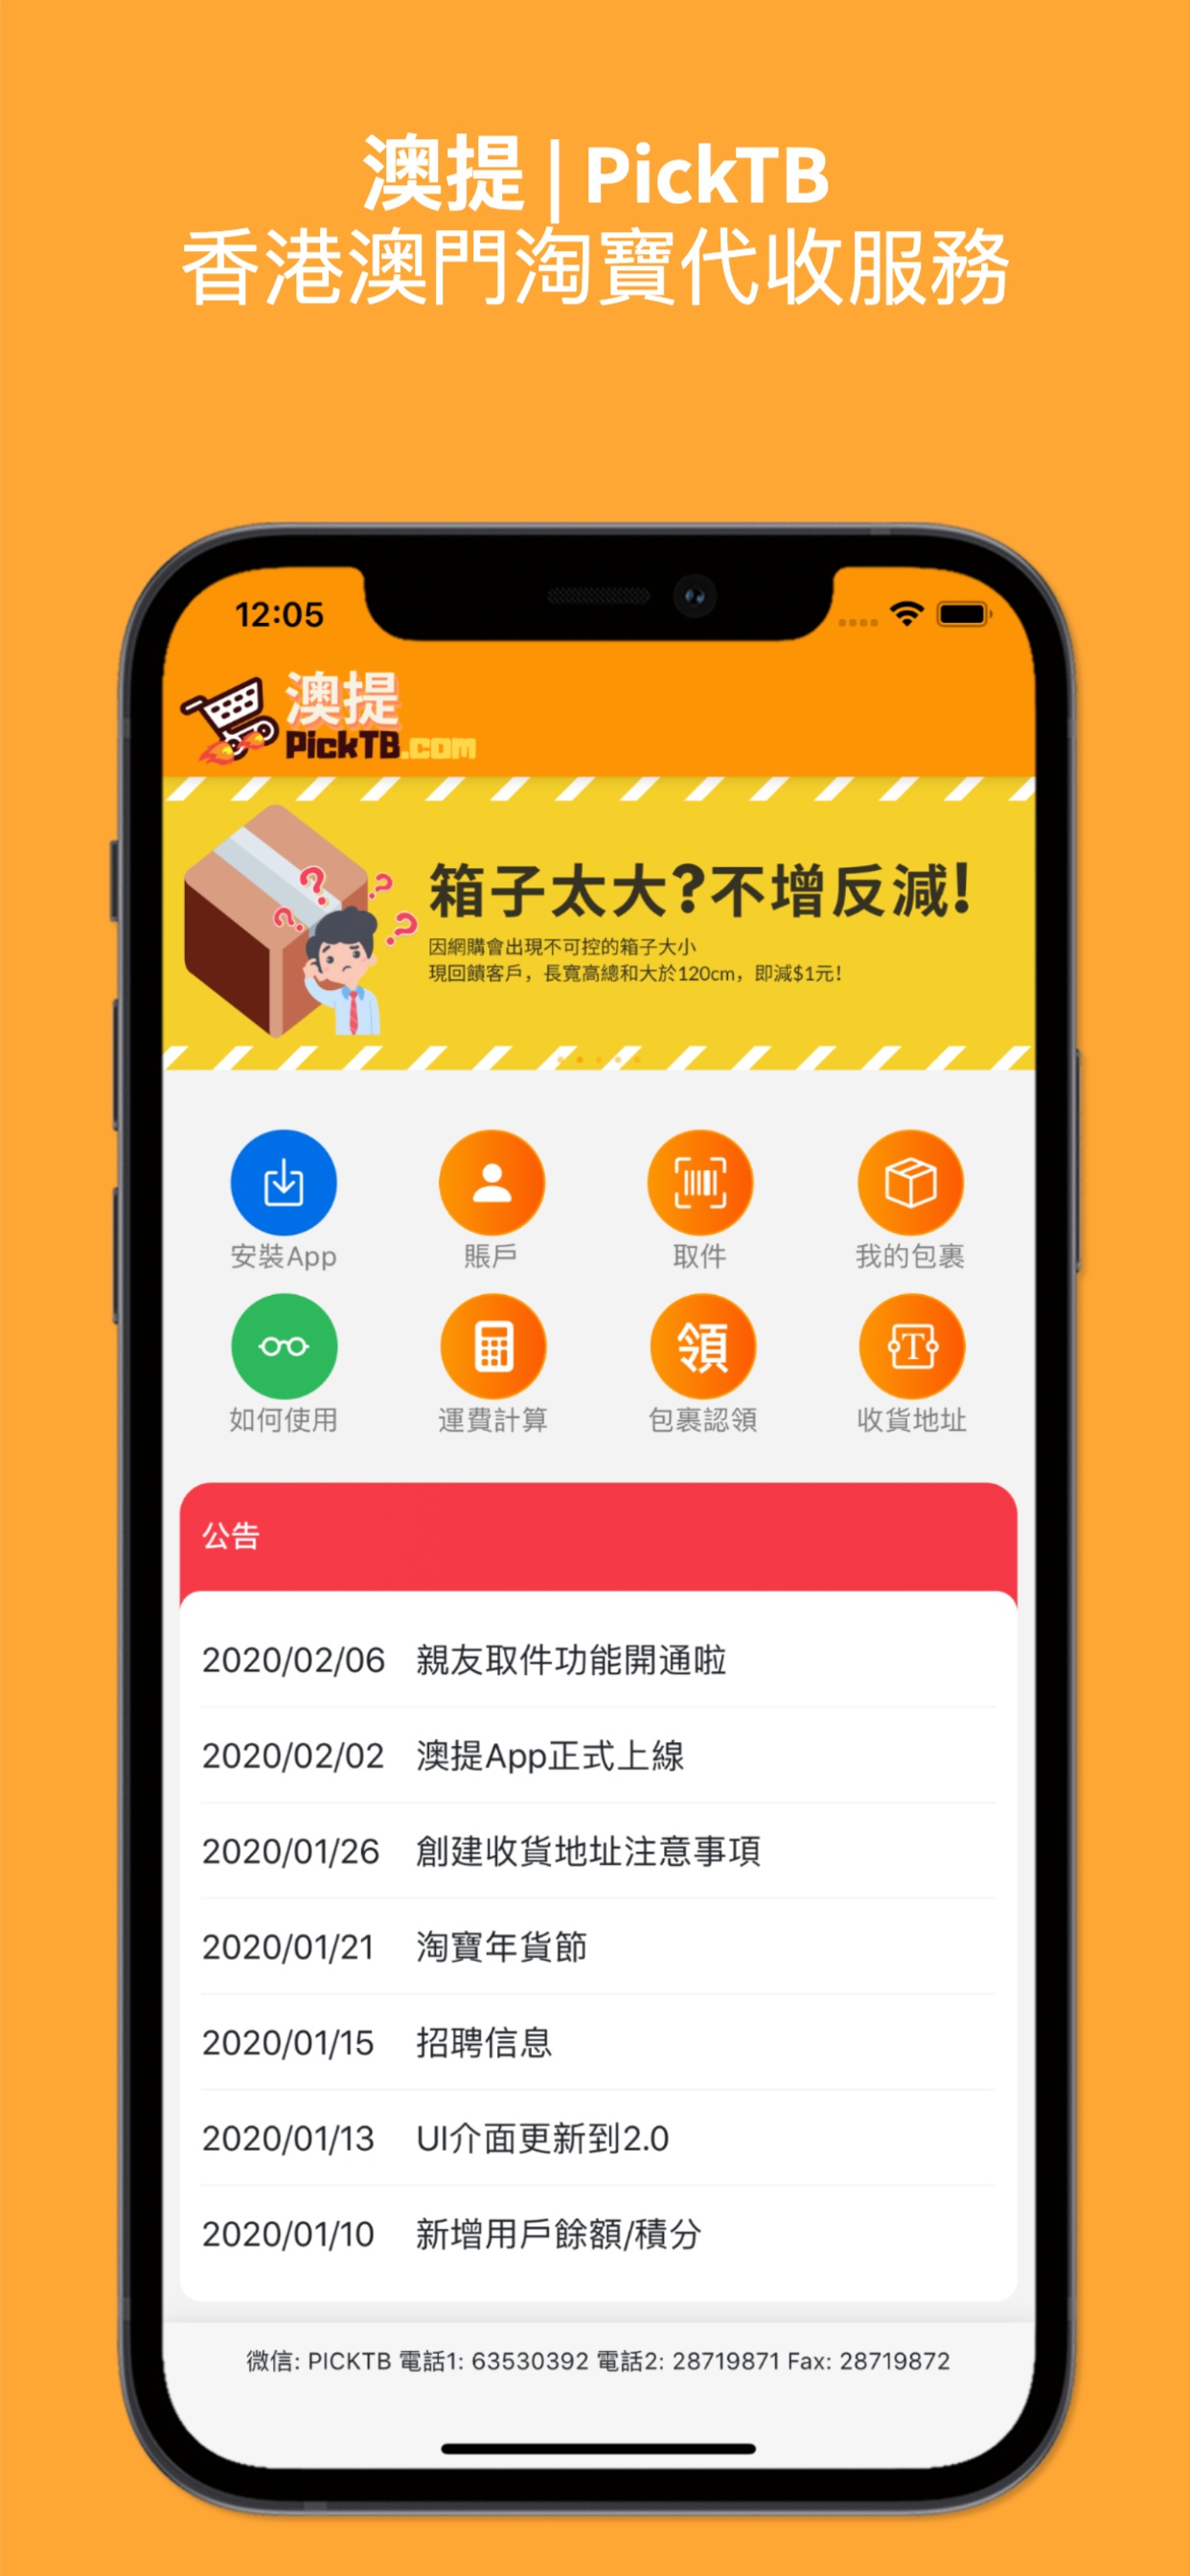 澳提 | PickTB
香港澳門淘寶代收服務
12:05
澳提
PickTB.com
箱子太大?不增反減!
因網購會出現不可控的箱子大小
現回饋客戶，長寬高總和大於120cm，即減$1元!
安裝App 賬戶 取件 我的包裹
領
如何使用 運費計算 包裹認領 收貨地址
公告
2020/02/06 親友取件功能開通啦
2020/02/02 澳提App正式上線
2020/01/26 創建收貨地址注意事項
2020/01/21 淘寶年貨節
2020/01/15 招聘信息
2020/01/13 UI介面更新到2.0
2020/01/10 新增用戶餘額/積分
微信: PICKTB 電話1: 63530392 電話2: 28719871 Fax: 28719872